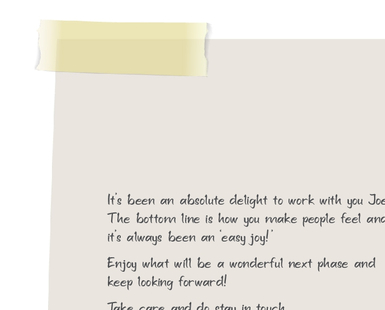 It's been an absolute delight to work with you Joe
The bottom line is how you make people feel and
it's always been an 'easy joy!'
Enjoy what will be a wonderful next phase and
keep looking forward!
Take care and do stay in touch